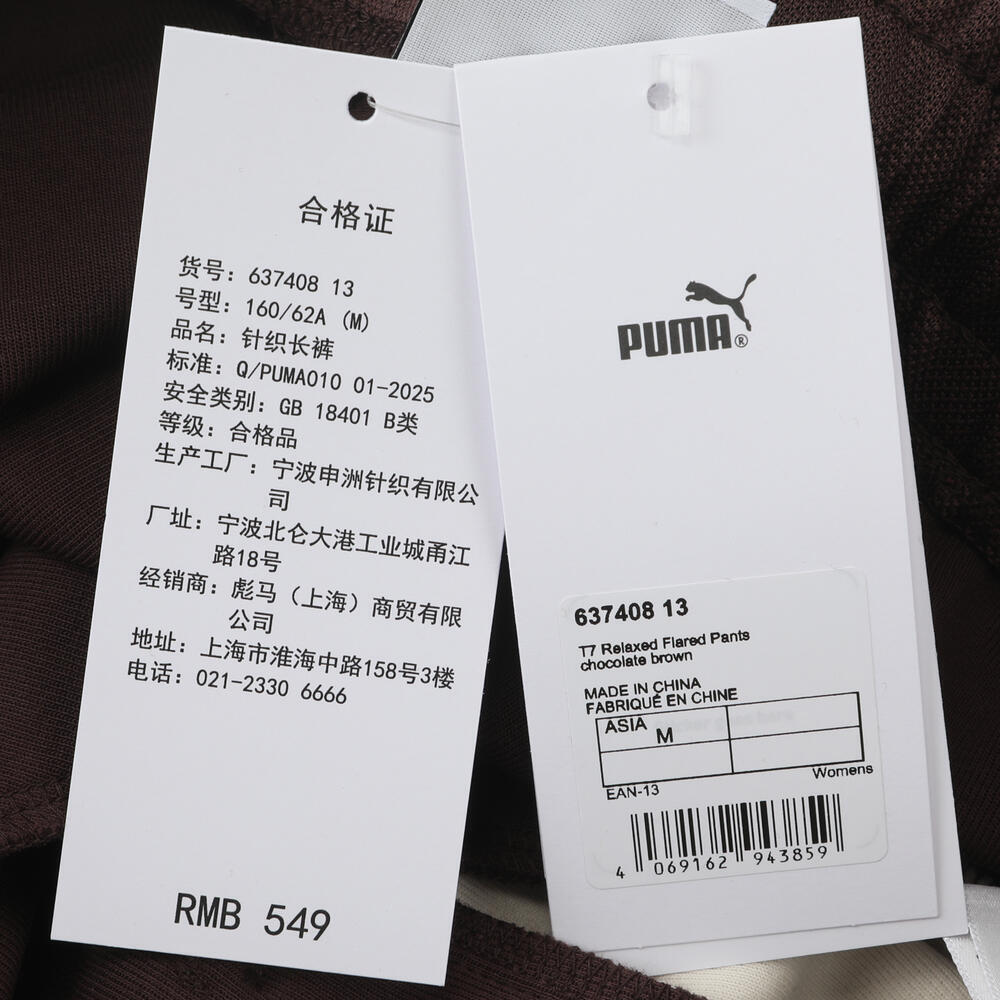 合格证
货号：637408 13
号型：160/62A (M)
品名：针织长裤
标准：Q/PUMA010 01-2025
安全类别：GB 18401 B类
等级：合格品
生产工厂：宁波申洲针织有限公
司
厂址：宁波北仑大港工业城甬江
路18号
经销商：彪马（上海）商贸有限
公司
地址：上海市淮海中路158号3楼
电话：021-2330 6666
RMB 549
PUMA®
637408 13
T7 Relaxed Flared Pants
chocolate brown
MADE IN CHINA
FABRIQUÉ EN CHINE
ASIA
M
Womens
EAN-13
4 069162 943859